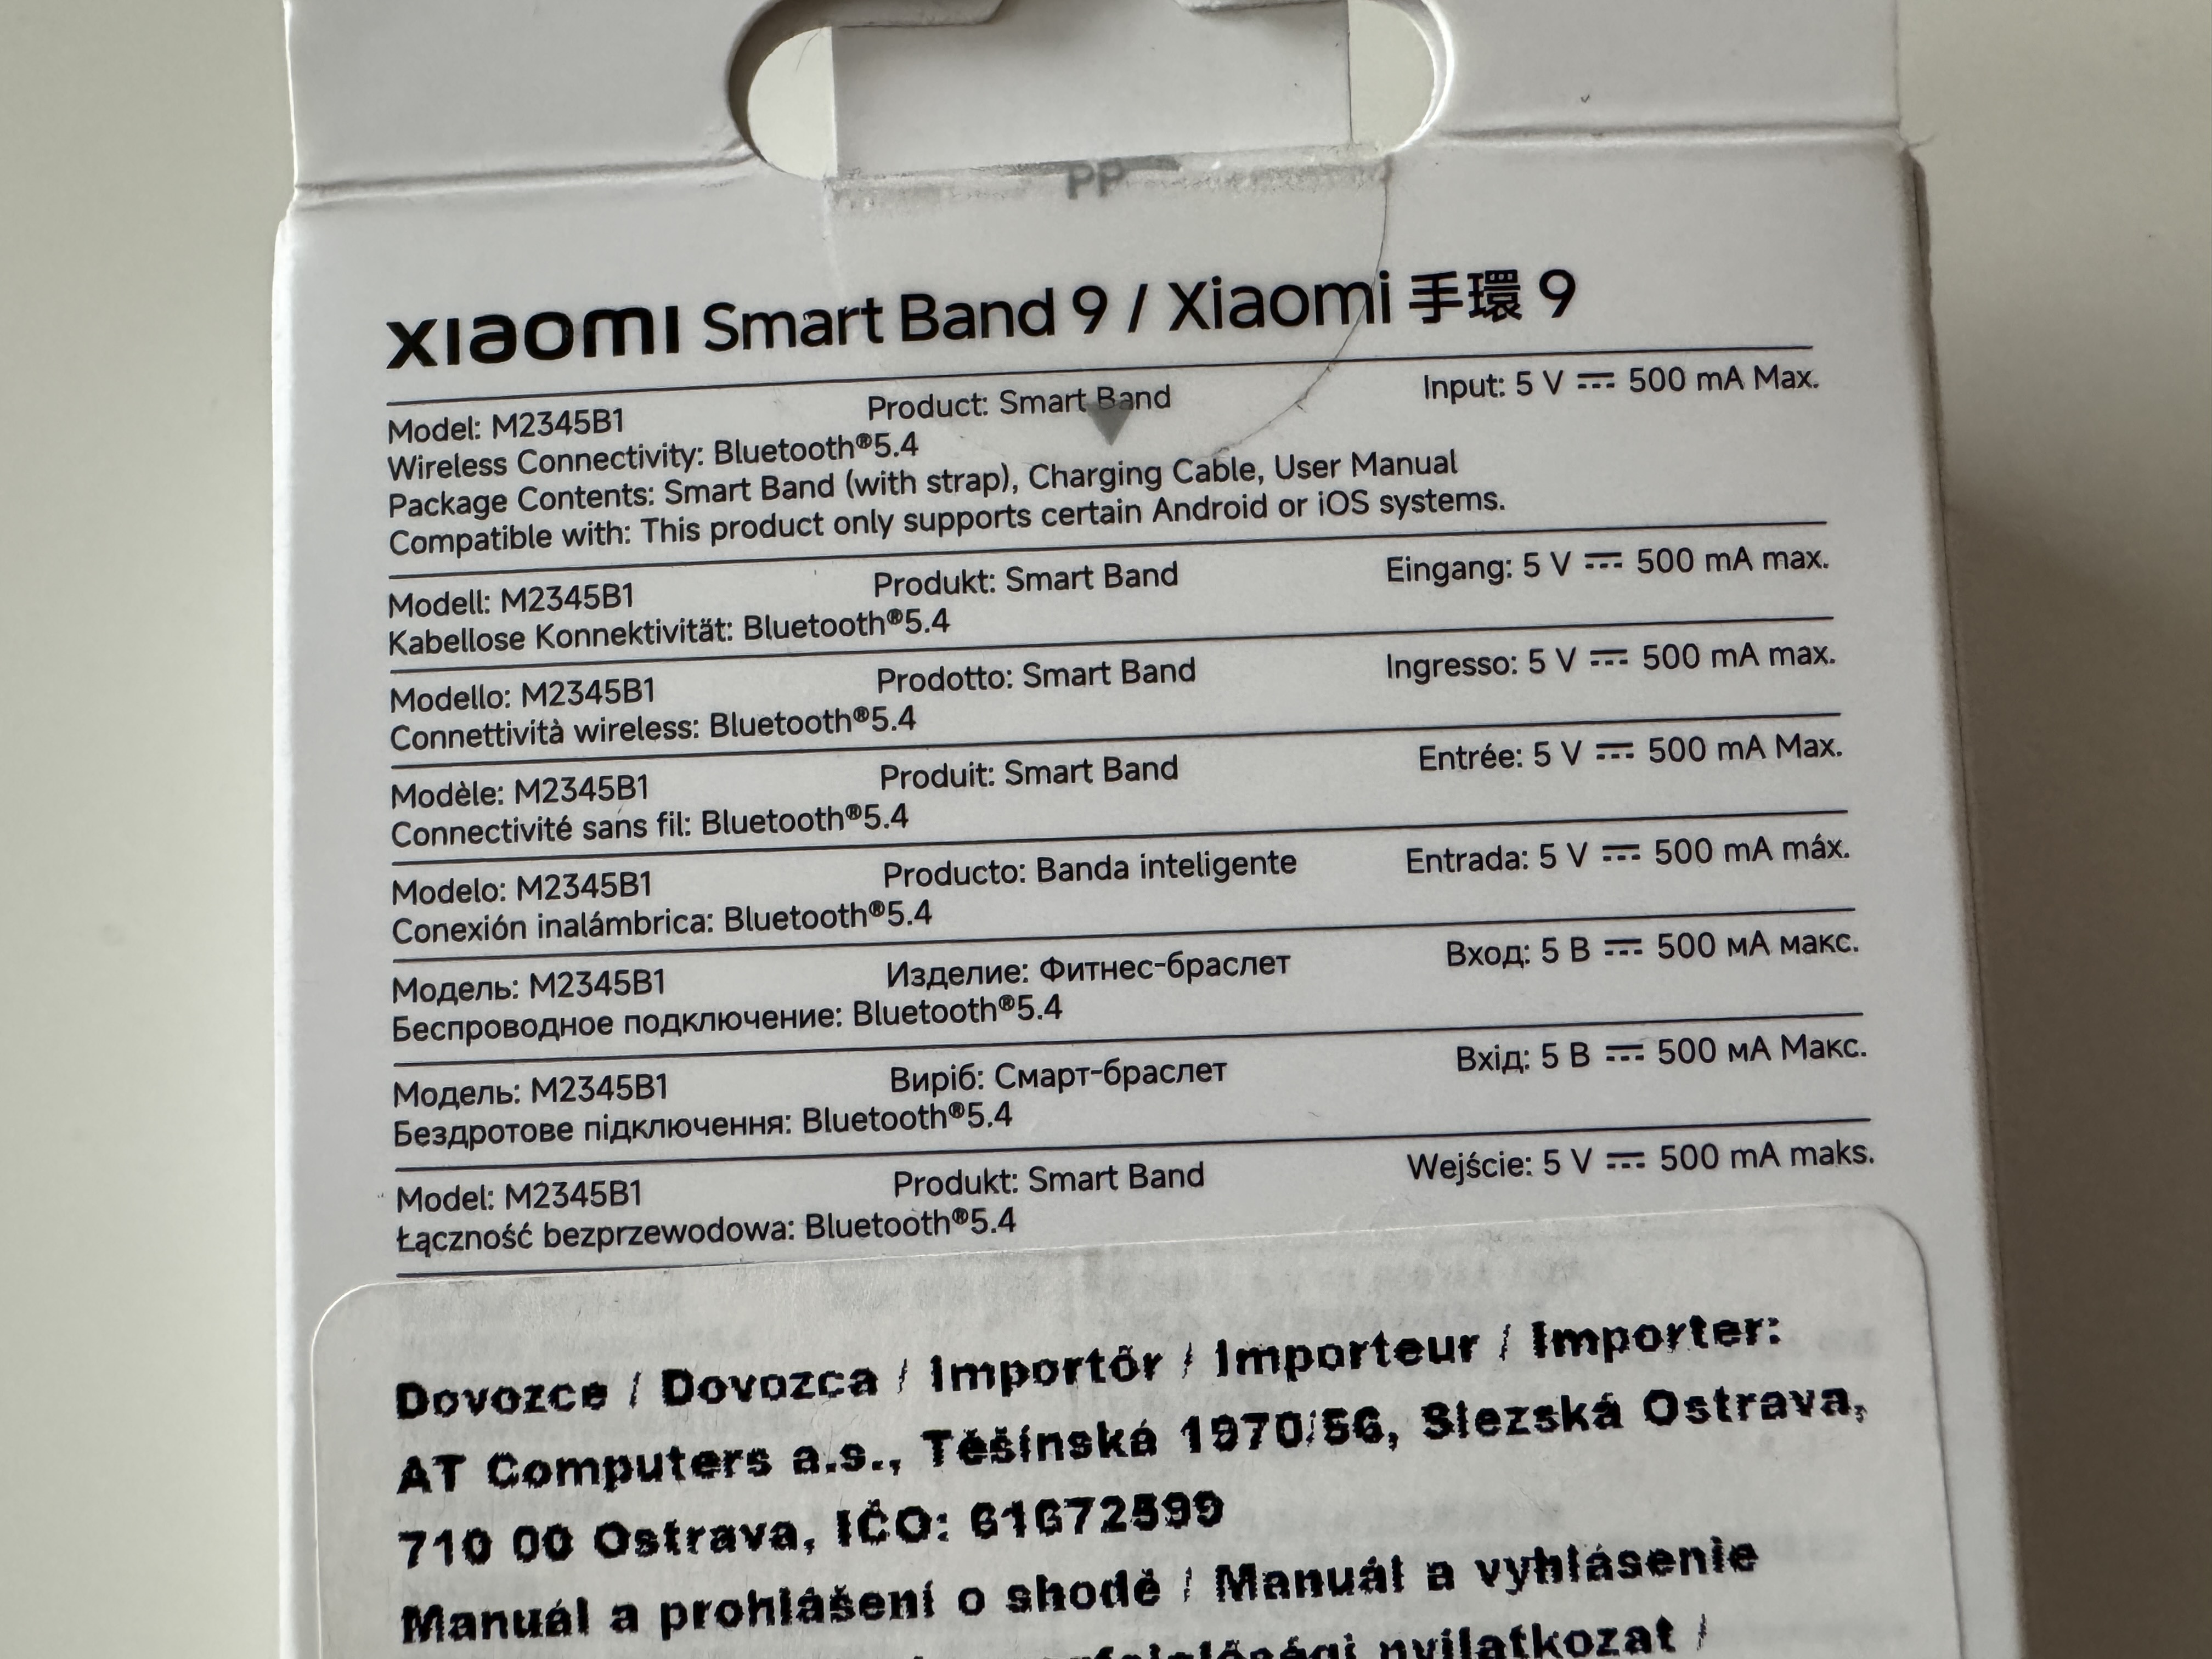 PP
xiaomi Smart Band 9 / Xiaomi 手環 9
Model: M2345B1 Product: Smart Band Input: 5 V ⎓ 500 mA Max.
Wireless Connectivity: Bluetooth®5.4
Package Contents: Smart Band (with strap), Charging Cable, User Manual
Compatible with: This product only supports certain Android or iOS systems.
Modell: M2345B1 Produkt: Smart Band Eingang: 5 V ⎓ 500 mA max.
Kabellose Konnektivität: Bluetooth®5.4
Modello: M2345B1 Prodotto: Smart Band Ingresso: 5 V ⎓ 500 mA max.
Connettività wireless: Bluetooth®5.4
Modèle: M2345B1 Produit: Smart Band Entrée: 5 V ⎓ 500 mA Max.
Connectivité sans fil: Bluetooth®5.4
Modelo: M2345B1 Producto: Banda inteligente Entrada: 5 V ⎓ 500 mA máx.
Conexión inalámbrica: Bluetooth®5.4
Модель: M2345B1 Изделие: Фитнес-браслет Вход: 5 В ⎓ 500 мА макс.
Беспроводное подключение: Bluetooth®5.4
Модель: M2345B1 Виріб: Смарт-браслет Вхід: 5 В ⎓ 500 мА Макс.
Бездротове підключення: Bluetooth®5.4
Model: M2345B1 Produkt: Smart Band Wejście: 5 V ⎓ 500 mA maks.
Łączność bezprzewodowa: Bluetooth®5.4
Dovozce / Dovozca / Importőr / Importeur / Importer:
AT Computers a.s., Těšínská 1970/56, Slezská Ostrava,
710 00 Ostrava, IČO: 61672599
Manuál a prohlášení o shodě / Manuál a vyhlásenie
nyilatkozat /